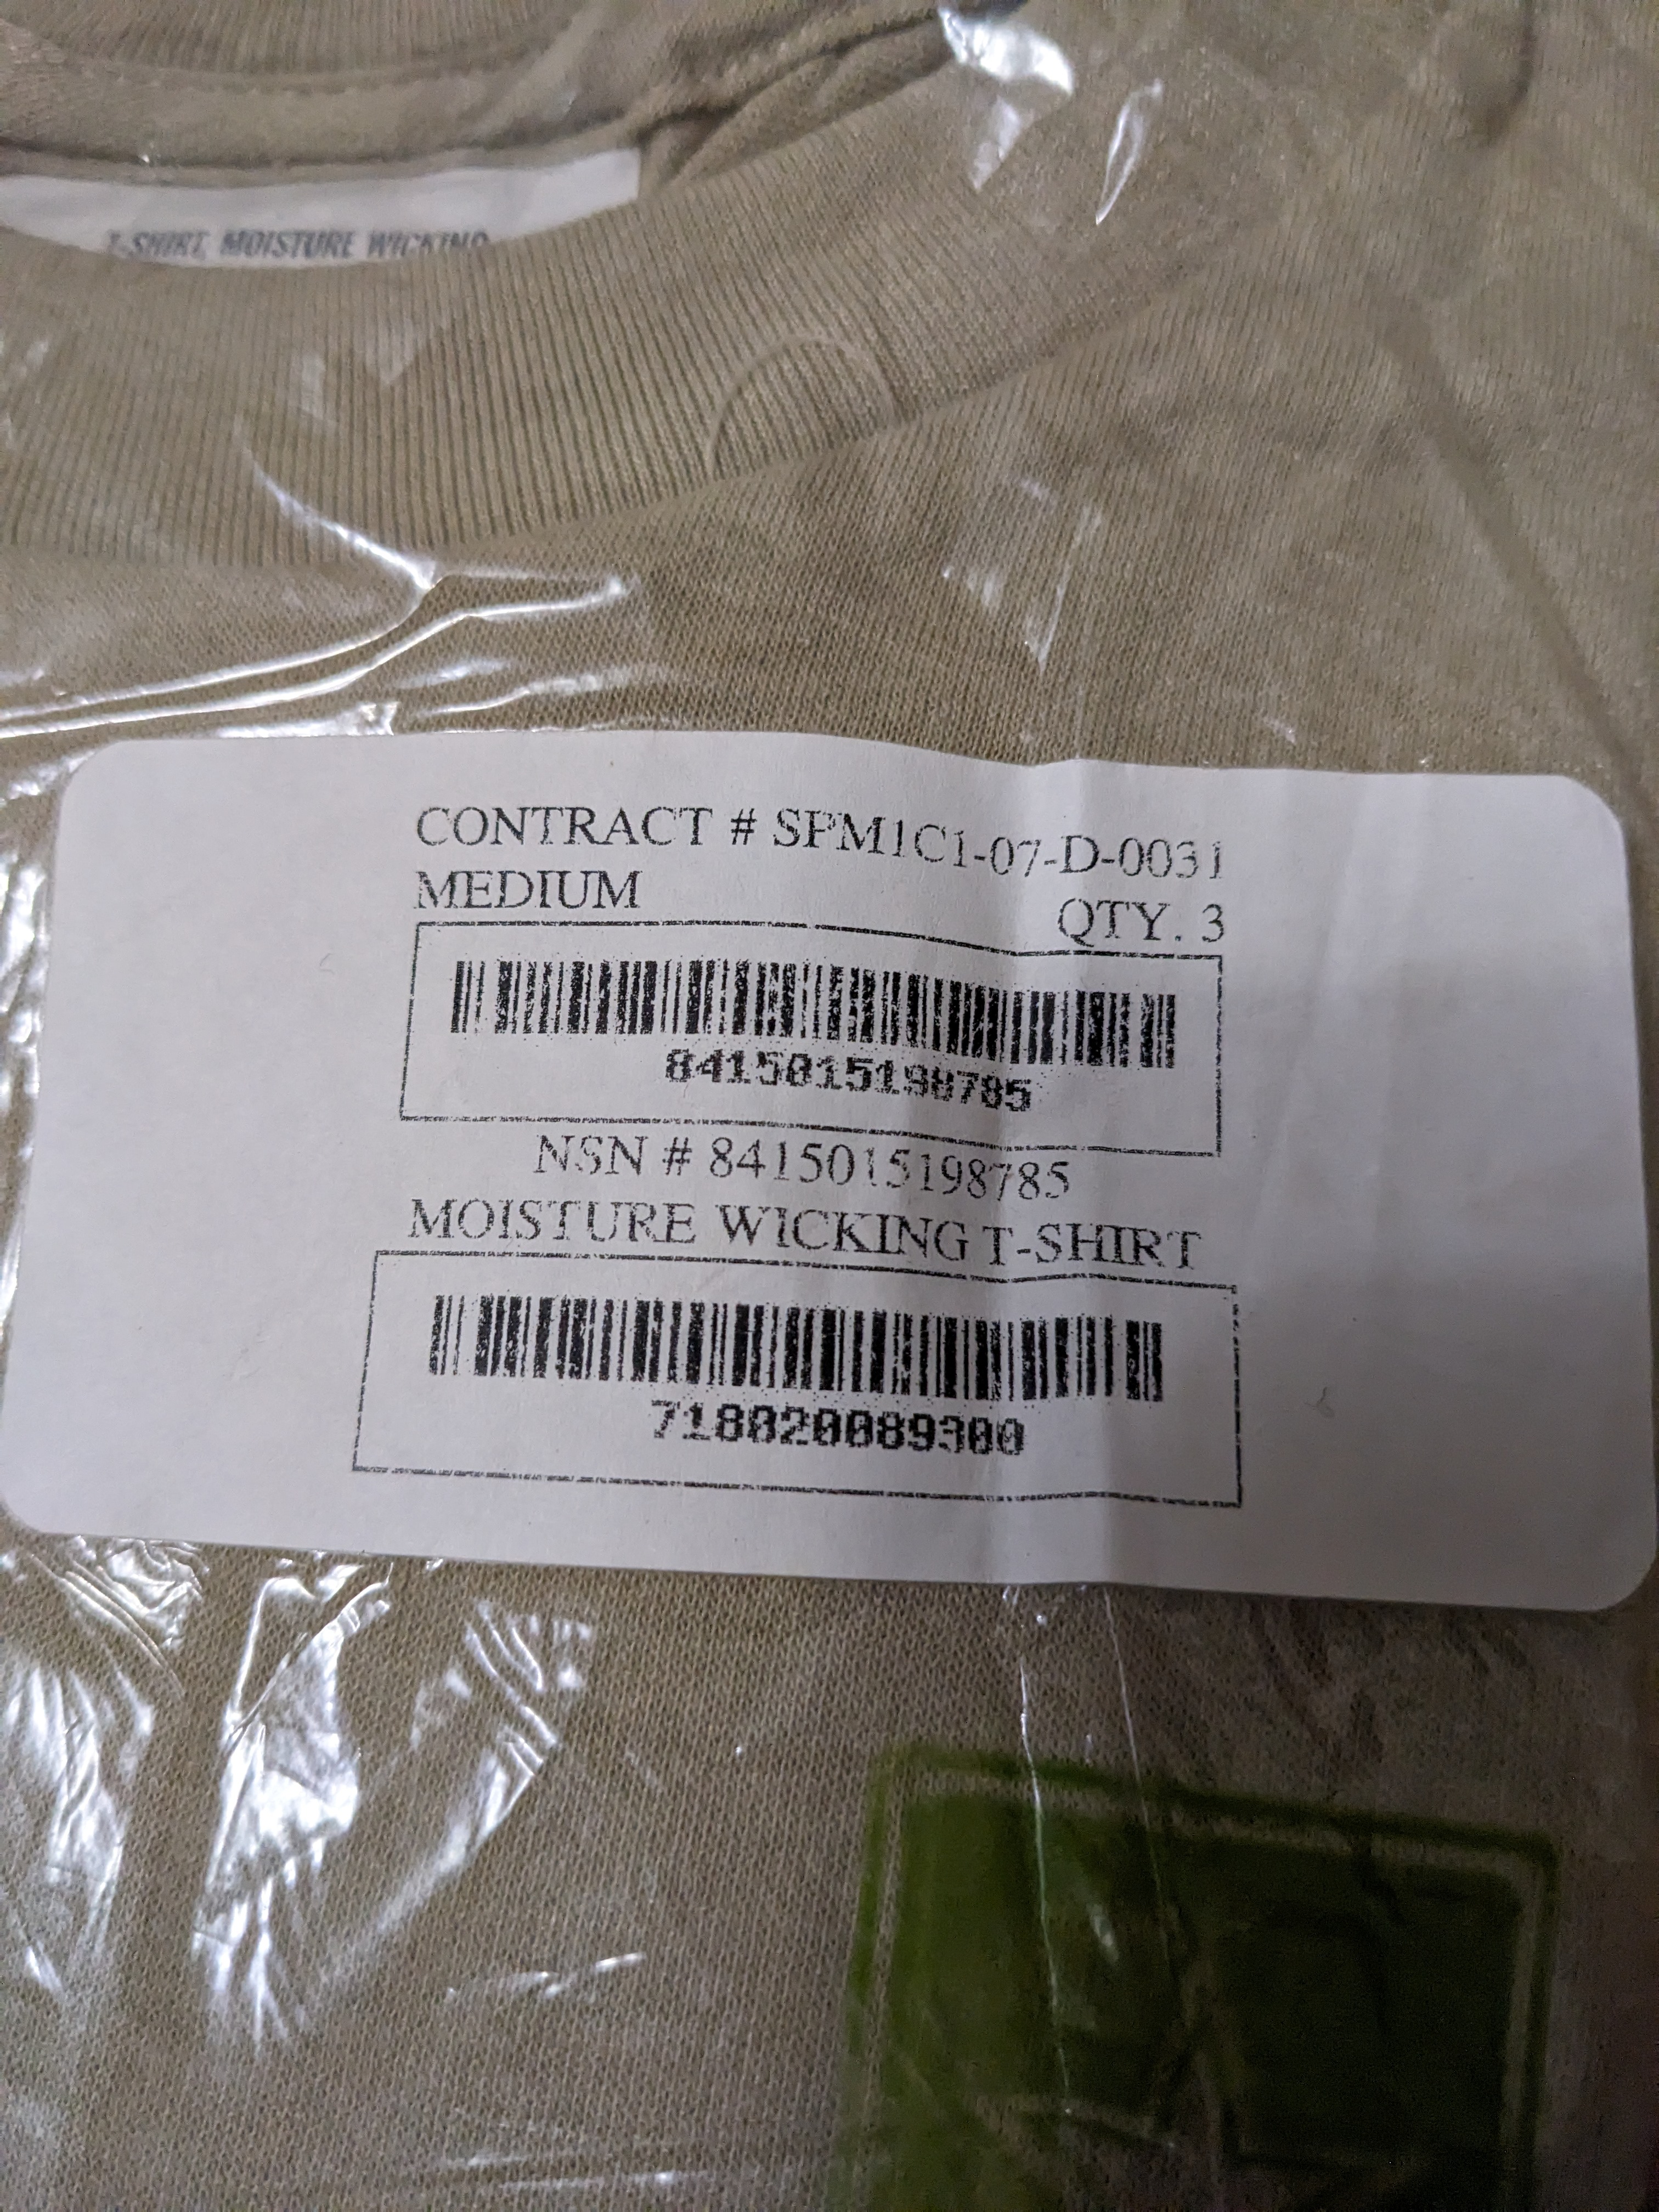 T-SHIRT, MOISTURE WICKING
CONTRACT # SPM1C1-07-D-0031
MEDIUM QTY. 3
8415015198785
NSN # 8415015198785
MOISTURE WICKING T-SHIRT
718020089300